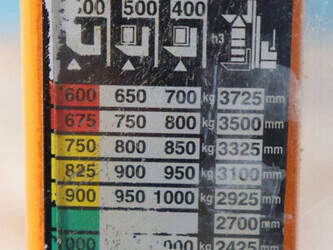 500 400
h3
600 650 700 kg 3725 mm
675 750 800 kg 3500 mm
750 800 850 kg 3325 mm
825 900 950 kg 3100 mm
900 950 1000 kg 2925 mm
2700 mm
kg 2425 mm